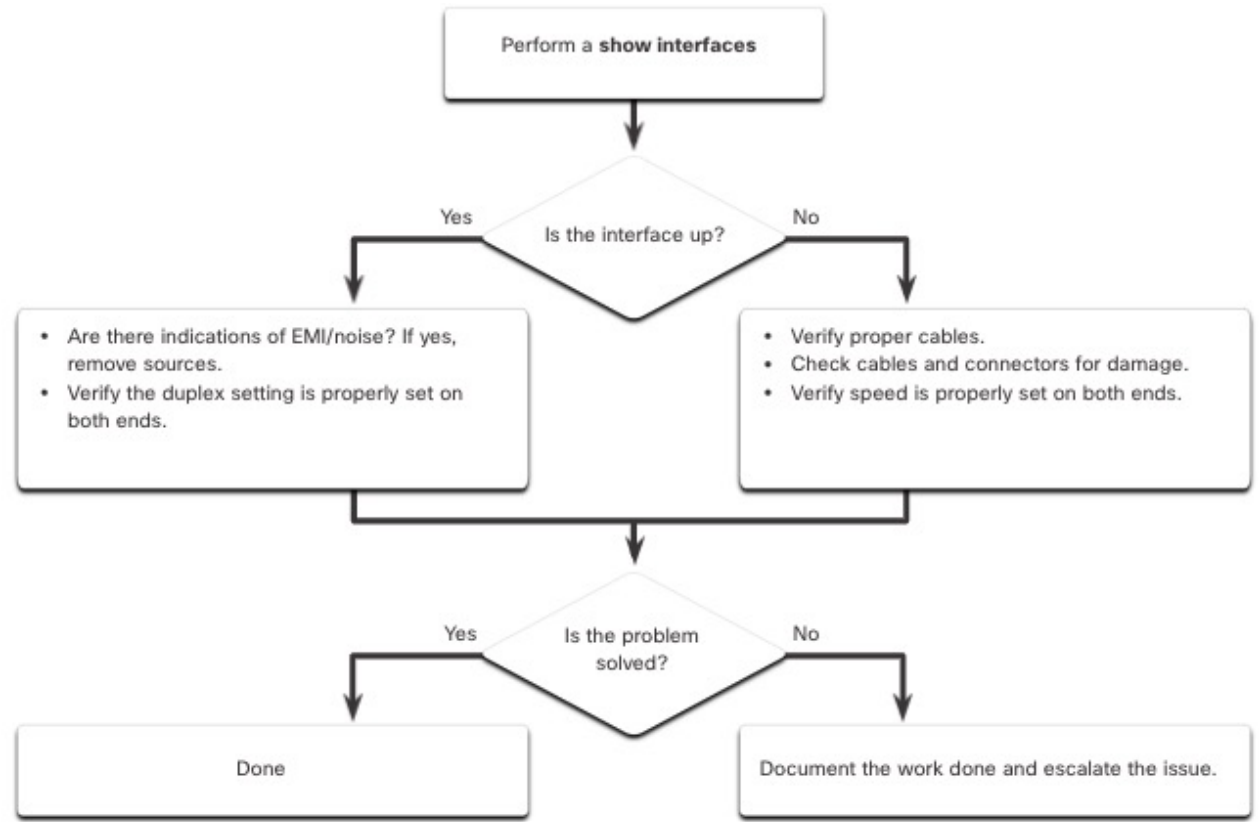 Perform a show interfaces
Yes
No
Is the interface up?
• Are there indications of EMI/noise? If yes,
remove sources.
• Verify the duplex setting is properly set on
both ends.
• Verify proper cables.
• Check cables and connectors for damage.
• Verify speed is properly set on both ends.
Yes
No
Is the problem
solved?
Done
Document the work done and escalate the issue.